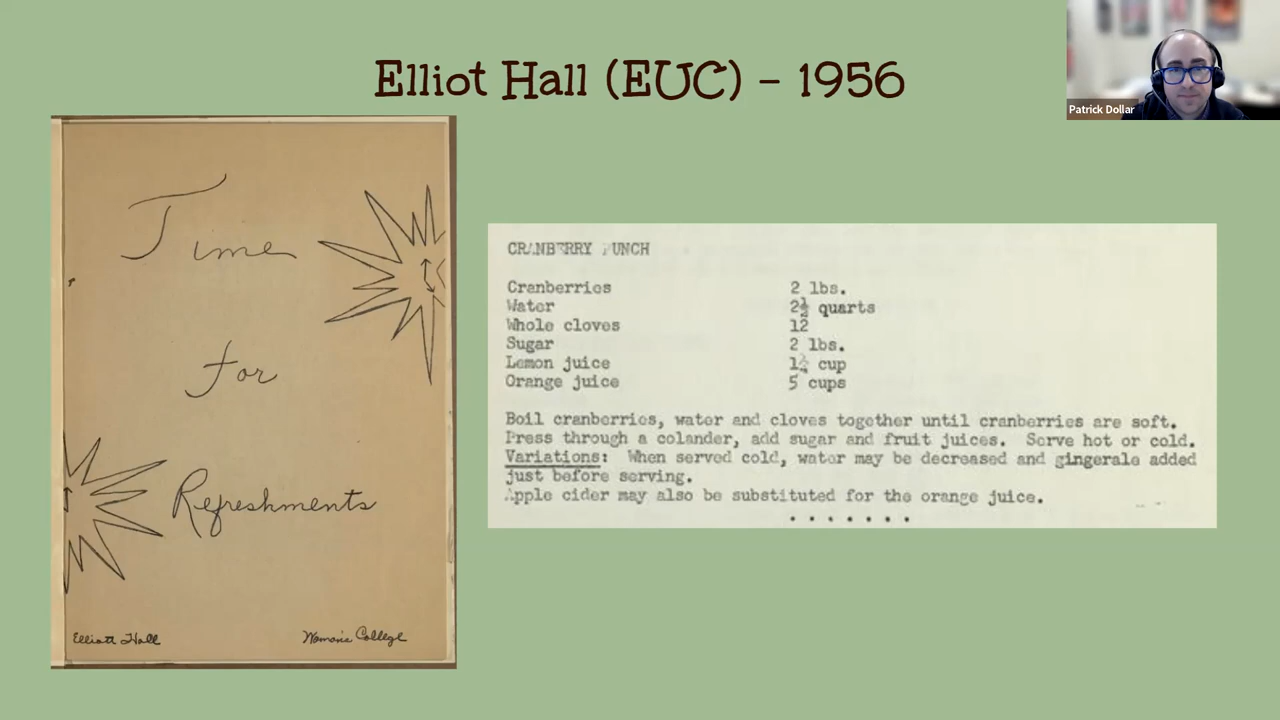 Elliot Hall (EUC) – 1956
Patrick Dollar
Time
for
Refreshments
Elliott Hall
Woman's College
CRANBERRY PUNCH
Cranberries 2 lbs.
Water 2½ quarts
Whole cloves 12
Sugar 2 lbs.
Lemon juice 1¼ cup
Orange juice 5 cups
Boil cranberries, water and cloves together until cranberries are soft.
Press through a colander, add sugar and fruit juices. Serve hot or cold.
Variations: When served cold, water may be decreased and gingerale added
just before serving.
Apple cider may also be substituted for the orange juice.
. . . . . . .